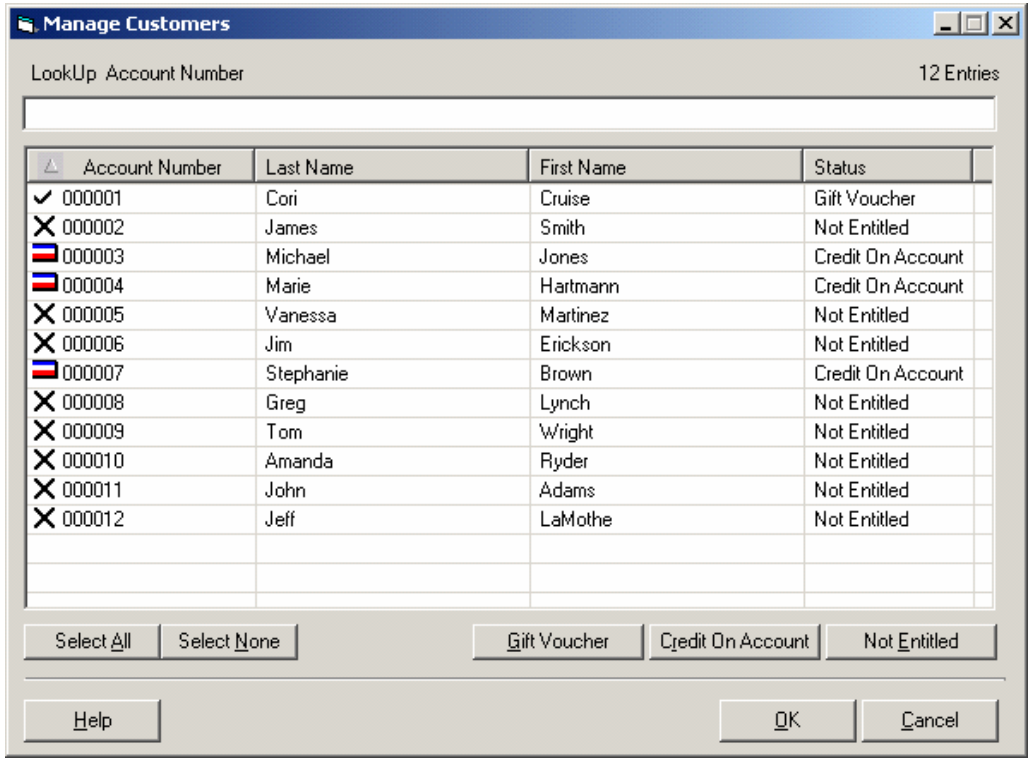 Manage Customers
LookUp Account Number 12 Entries
Account Number Last Name First Name Status
000001 Cori Cruise Gift Voucher
000002 James Smith Not Entitled
000003 Michael Jones Credit On Account
000004 Marie Hartmann Credit On Account
000005 Vanessa Martinez Not Entitled
000006 Jim Erickson Not Entitled
000007 Stephanie Brown Credit On Account
000008 Greg Lynch Not Entitled
000009 Tom Wright Not Entitled
000010 Amanda Ryder Not Entitled
000011 John Adams Not Entitled
000012 Jeff LaMothe Not Entitled
Select All Select None Gift Voucher Credit On Account Not Entitled
Help OK Cancel